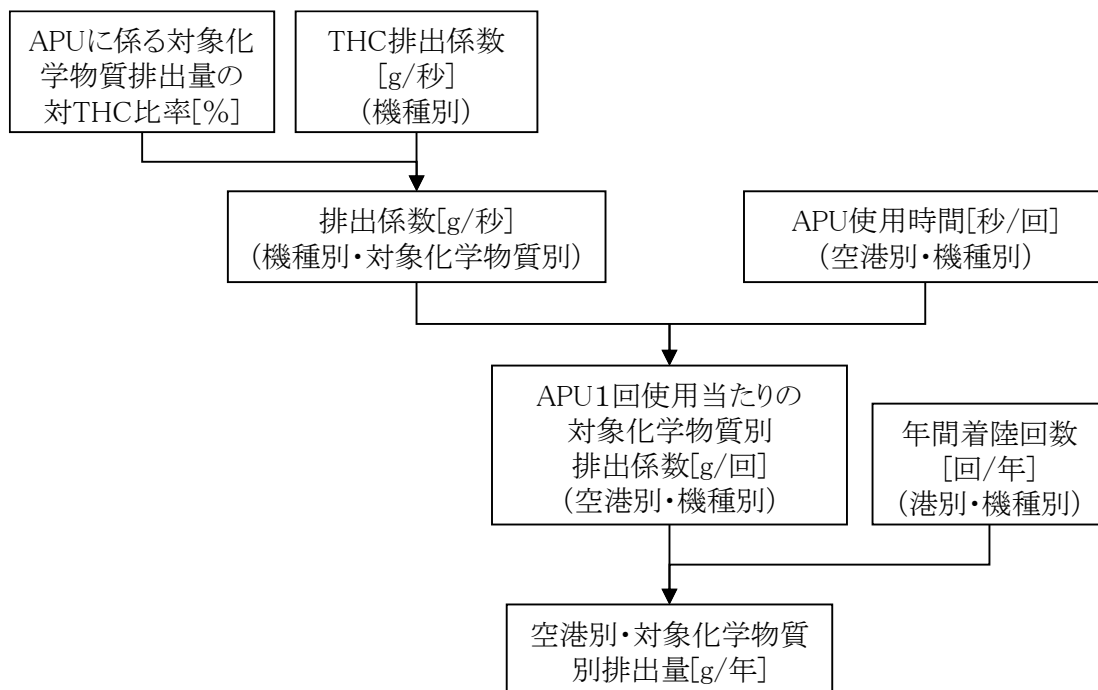 APUに係る対象化
学物質排出量の
対THC比率[%]
THC排出係数
[g/秒]
(機種別)
排出係数[g/秒]
(機種別・対象化学物質別)
APU使用時間[秒/回]
(空港別・機種別)
APU1回使用当たりの
対象化学物質別
排出係数[g/回]
(空港別・機種別)
年間着陸回数
[回/年]
(港別・機種別)
空港別・対象化学物質
別排出量[g/年]